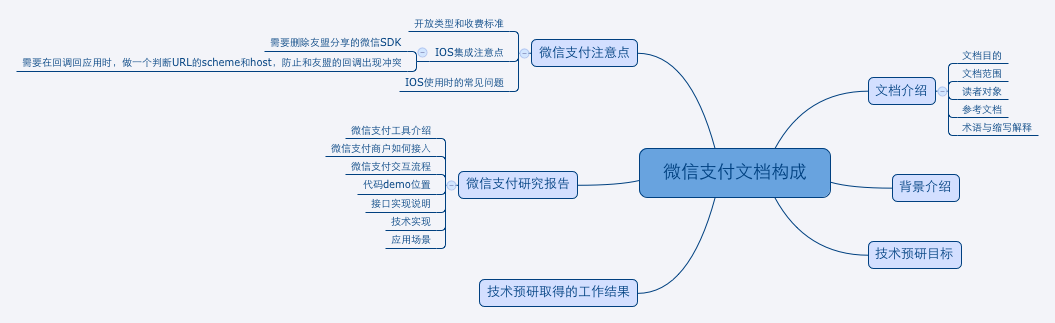 微信支付文档构成
文档介绍
文档目的
文档范围
读者对象
参考文档
术语与缩写解释
背景介绍
技术预研目标
技术预研取得的工作结果
微信支付研究报告
微信支付工具介绍
微信支付商户如何接入
微信支付交互流程
代码demo位置
接口实现说明
技术实现
应用场景
微信支付注意点
开放类型和收费标准
IOS集成注意点
需要删除友盟分享的微信SDK
需要在回调回应用时，做一个判断URL的scheme和host，防止和友盟的回调出现冲突
IOS使用时的常见问题